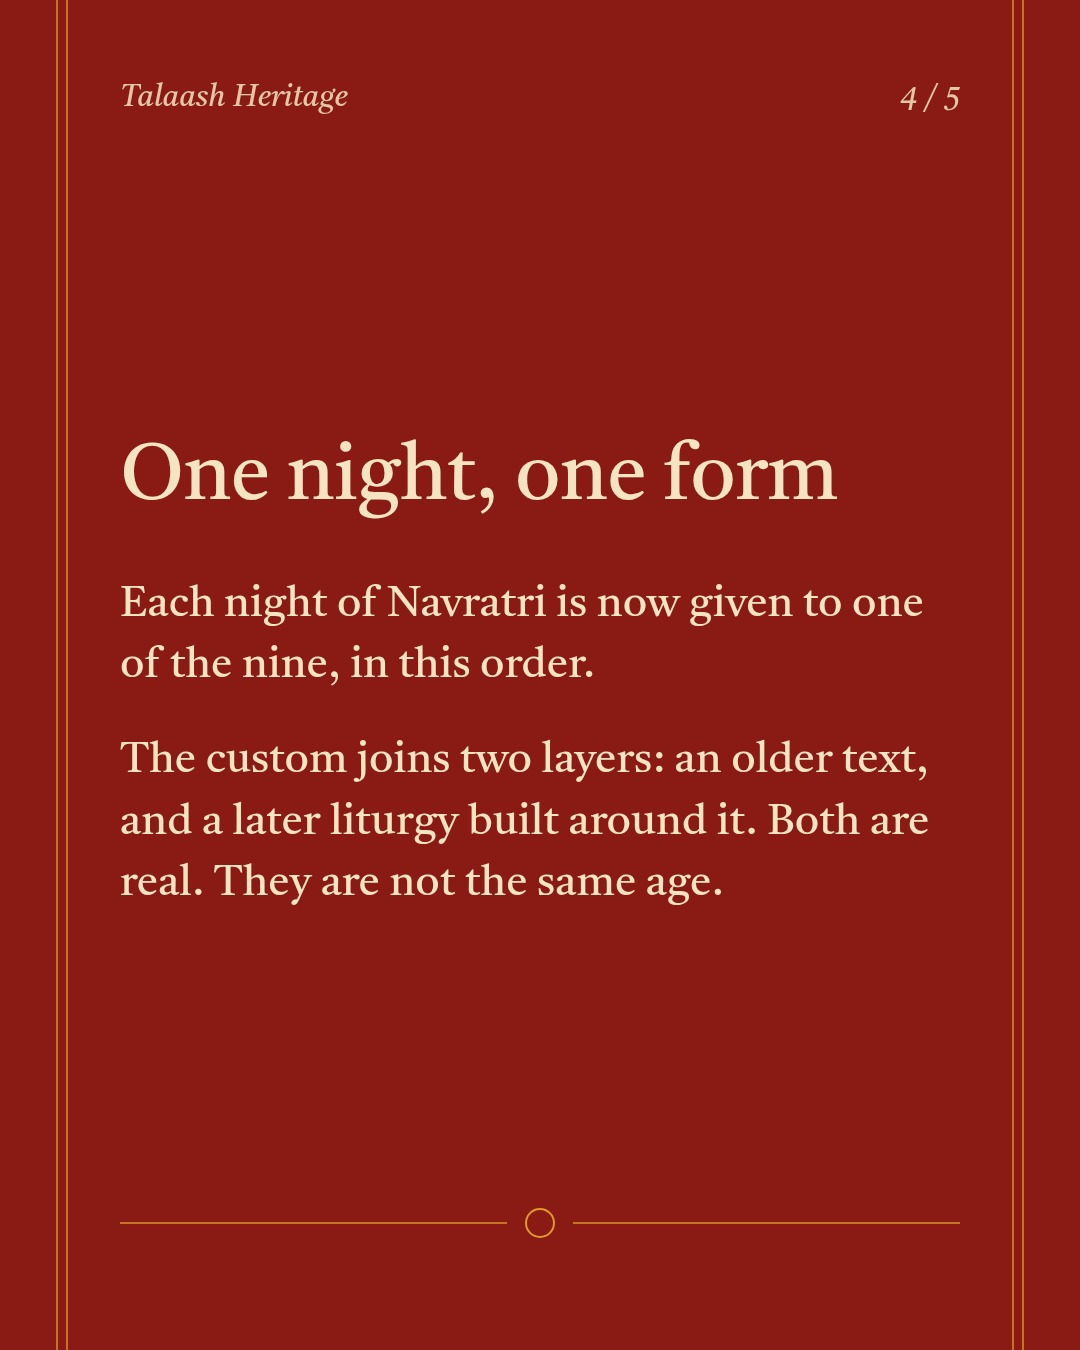 Talaash Heritage
4 / 5
One night, one form
Each night of Navratri is now given to one
of the nine, in this order.
The custom joins two layers: an older text,
and a later liturgy built around it. Both are
real. They are not the same age.